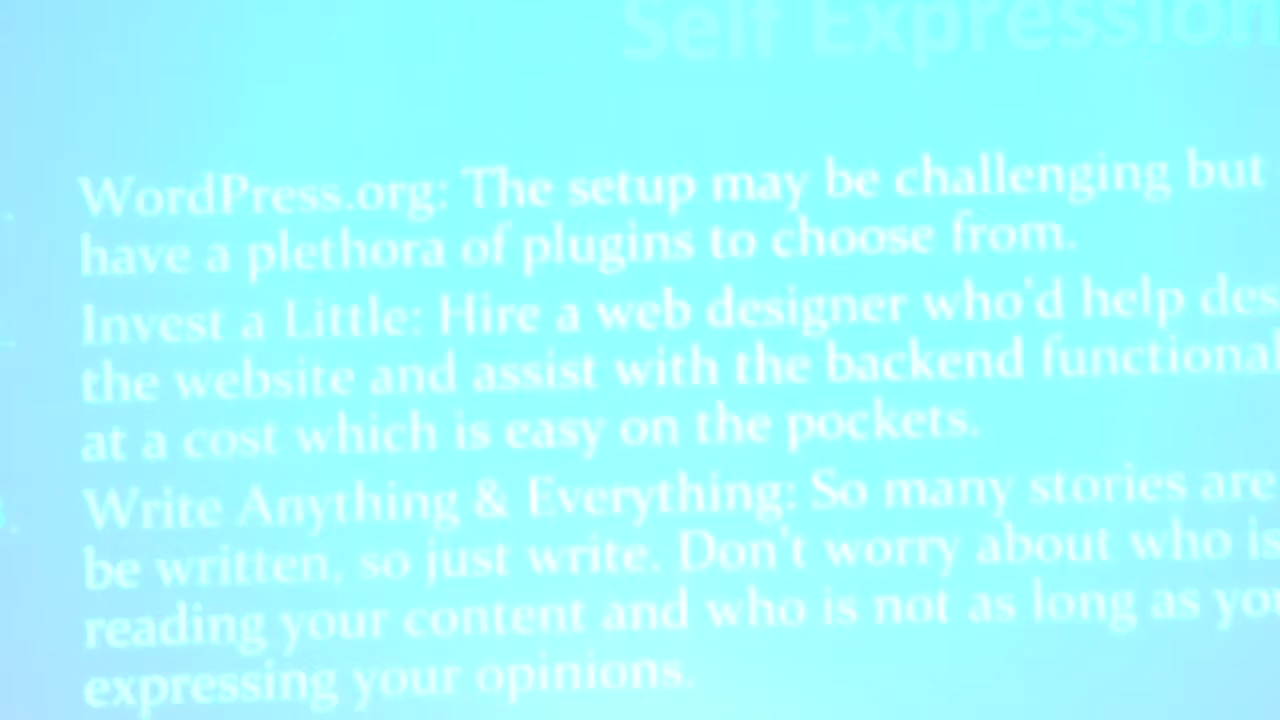 Self Expression
WordPress.org: The setup may be challenging but
have a plethora of plugins to choose from.
Invest a Little: Hire a web designer who'd help
the website and assist with the backend
at a cost which is easy on the pockets.
3. Write Anything & Everything: So many stories are
be written, so just write. Don't worry about who is
reading your content and who is not as long as
expressing your opinions.